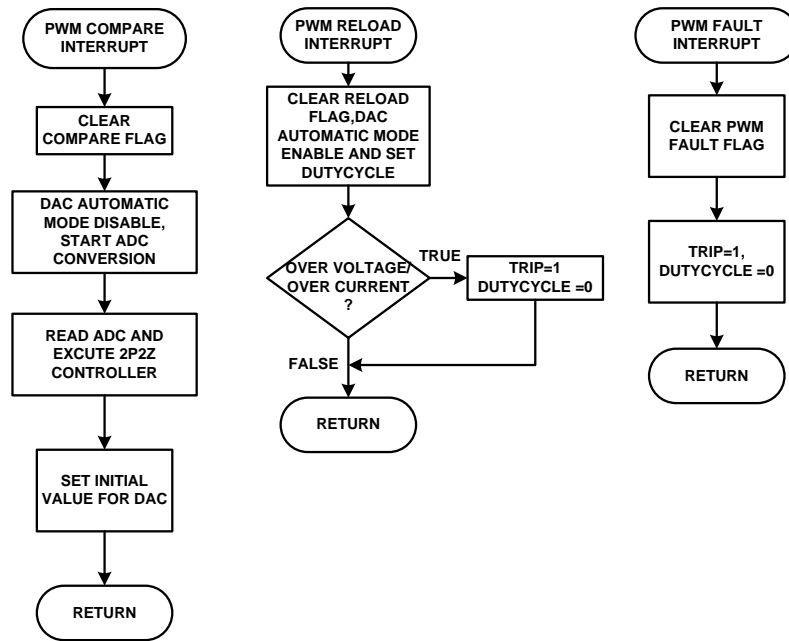 PWM COMPARE
INTERRUPT
CLEAR
COMPARE FLAG
DAC AUTOMATIC
MODE DISABLE,
START ADC
CONVERSION
READ ADC AND
EXCUTE 2P2Z
CONTROLLER
SET INITIAL
VALUE FOR DAC
RETURN
PWM RELOAD
INTERRUPT
CLEAR RELOAD
FLAG,DAC
AUTOMATIC MODE
ENABLE AND SET
DUTYCYCLE
OVER VOLTAGE/
OVER CURRENT
?
TRUE
TRIP=1
DUTYCYCLE =0
FALSE
RETURN
PWM FAULT
INTERRUPT
CLEAR PWM
FAULT FLAG
TRIP=1,
DUTYCYCLE =0
RETURN